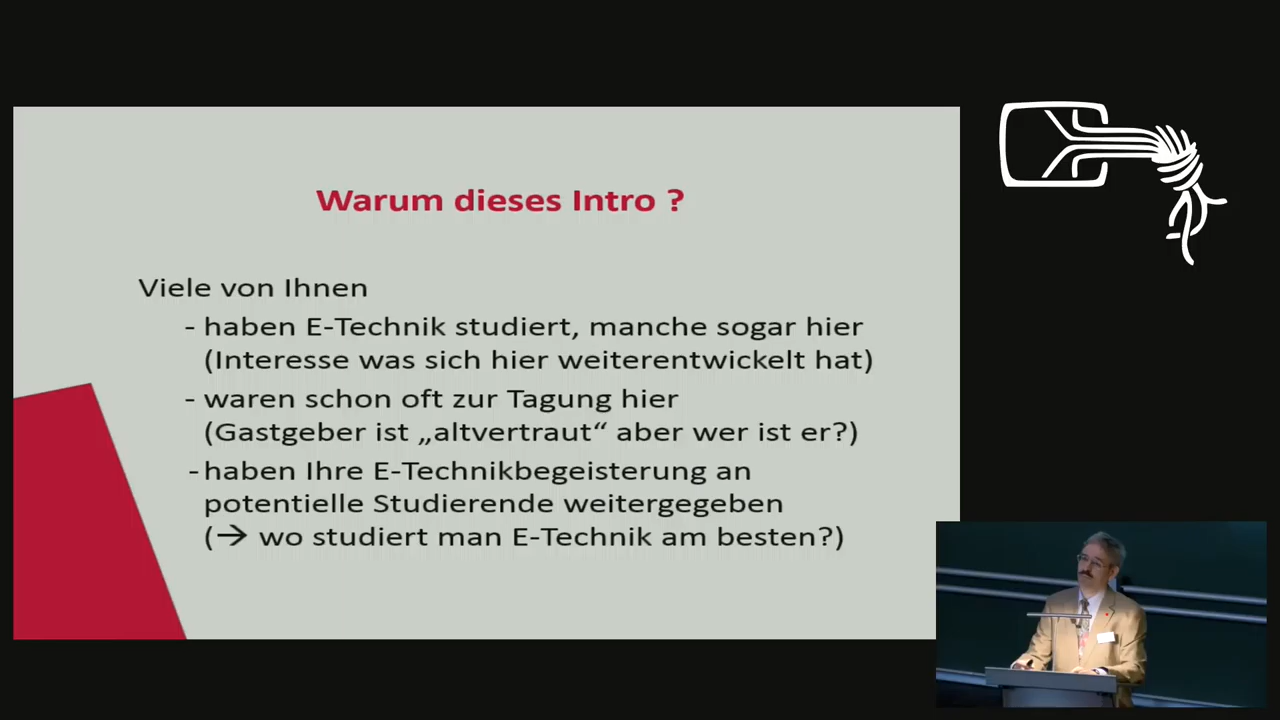 Warum dieses Intro ?
Viele von Ihnen
- haben E-Technik studiert, manche sogar hier
(Interesse was sich hier weiterentwickelt hat)
- waren schon oft zur Tagung hier
(Gastgeber ist „altvertraut“ aber wer ist er?)
- haben Ihre E-Technikbegeisterung an
potentielle Studierende weitergegeben
(→ wo studiert man E-Technik am besten?)